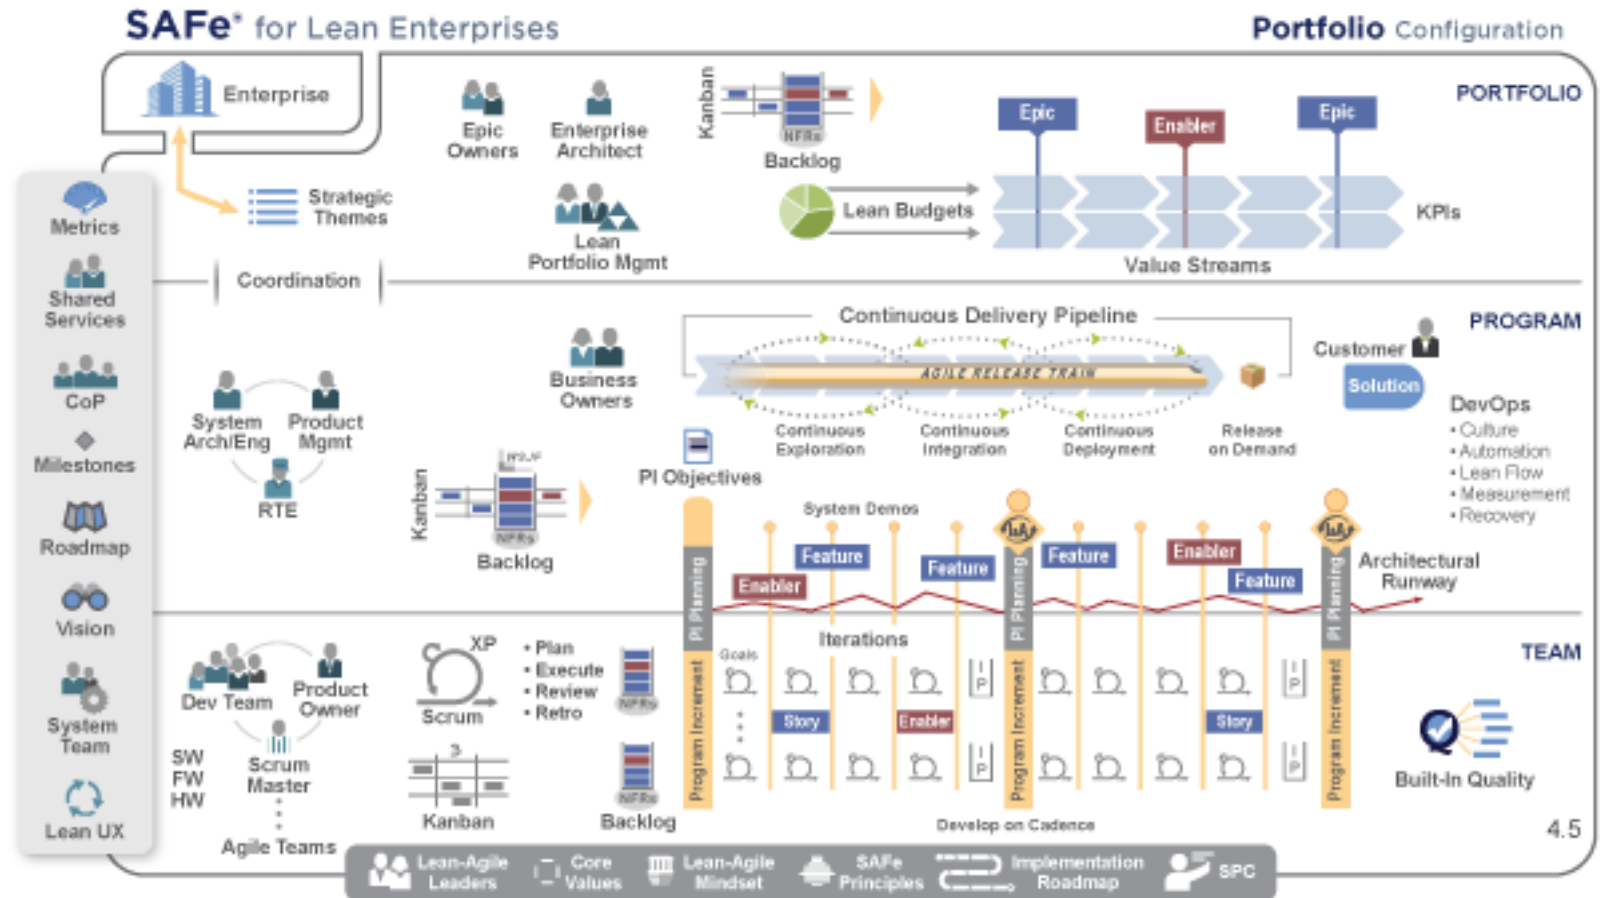 SAFe® for Lean Enterprises
Portfolio Configuration
Enterprise
Epic
Owners
Enterprise
Architect
Kanban
NFRs
Backlog
Epic
Enabler
Epic
PORTFOLIO
Strategic
Themes
Lean
Portfolio Mgmt
Lean Budgets
KPIs
Value Streams
Coordination
Metrics
Shared
Services
CoP
Milestones
Roadmap
Vision
System
Team
Lean UX
Continuous Delivery Pipeline
PROGRAM
Business
Owners
AGILE RELEASE TRAIN
Customer
Solution
System
Arch/Eng
Product
Mgmt
RTE
Continuous
Exploration
Continuous
Integration
Continuous
Deployment
Release
on Demand
DevOps
• Culture
• Automation
• Lean Flow
• Measurement
• Recovery
Kanban
WSJF
NFRs
Backlog
PI Objectives
System Demos
Enabler
Feature
Feature
Feature
Enabler
Feature
Architectural
Runway
PI Planning
PI Planning
PI Planning
TEAM
Dev Team
Product
Owner
Scrum
Master
SW
FW
HW
Agile Teams
XP
Scrum
• Plan
• Execute
• Review
• Retro
NFRs
Kanban
3
NFRs
Backlog
Program Increment
Goals
Iterations
I
P
Story
Enabler
I
P
Program Increment
I
P
Story
I
P
Program Increment
Develop on Cadence
Built-In Quality
4.5
Lean-Agile
Leaders
Core
Values
Lean-Agile
Mindset
SAFe
Principles
Implementation
Roadmap
SPC